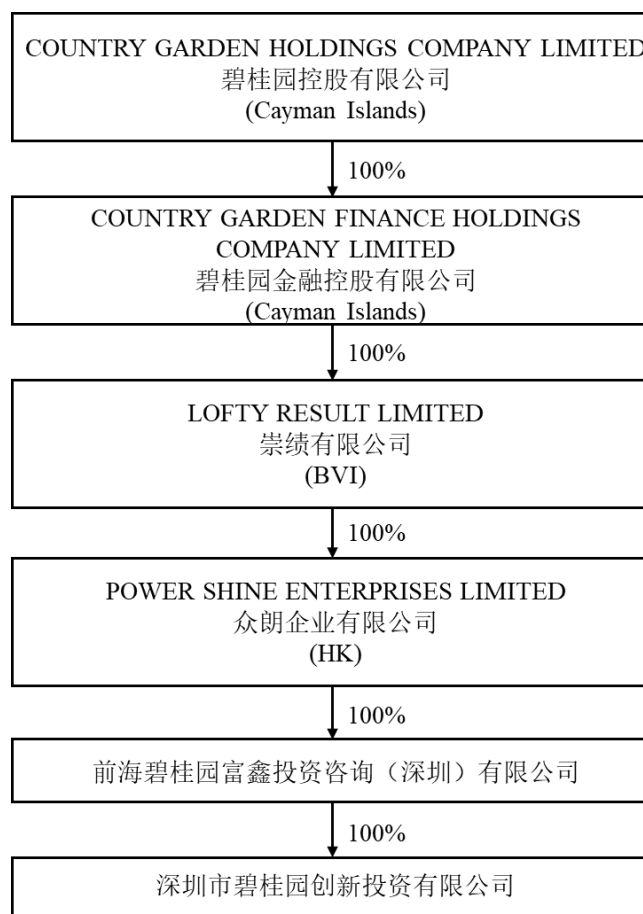 COUNTRY GARDEN HOLDINGS COMPANY LIMITED
碧桂园控股有限公司
(Cayman Islands)
100%
COUNTRY GARDEN FINANCE HOLDINGS
COMPANY LIMITED
碧桂园金融控股有限公司
(Cayman Islands)
100%
LOFTY RESULT LIMITED
崇绩有限公司
(BVI)
100%
POWER SHINE ENTERPRISES LIMITED
众朗企业有限公司
(HK)
100%
前海碧桂园富鑫投资咨询（深圳）有限公司
100%
深圳市碧桂园创新投资有限公司